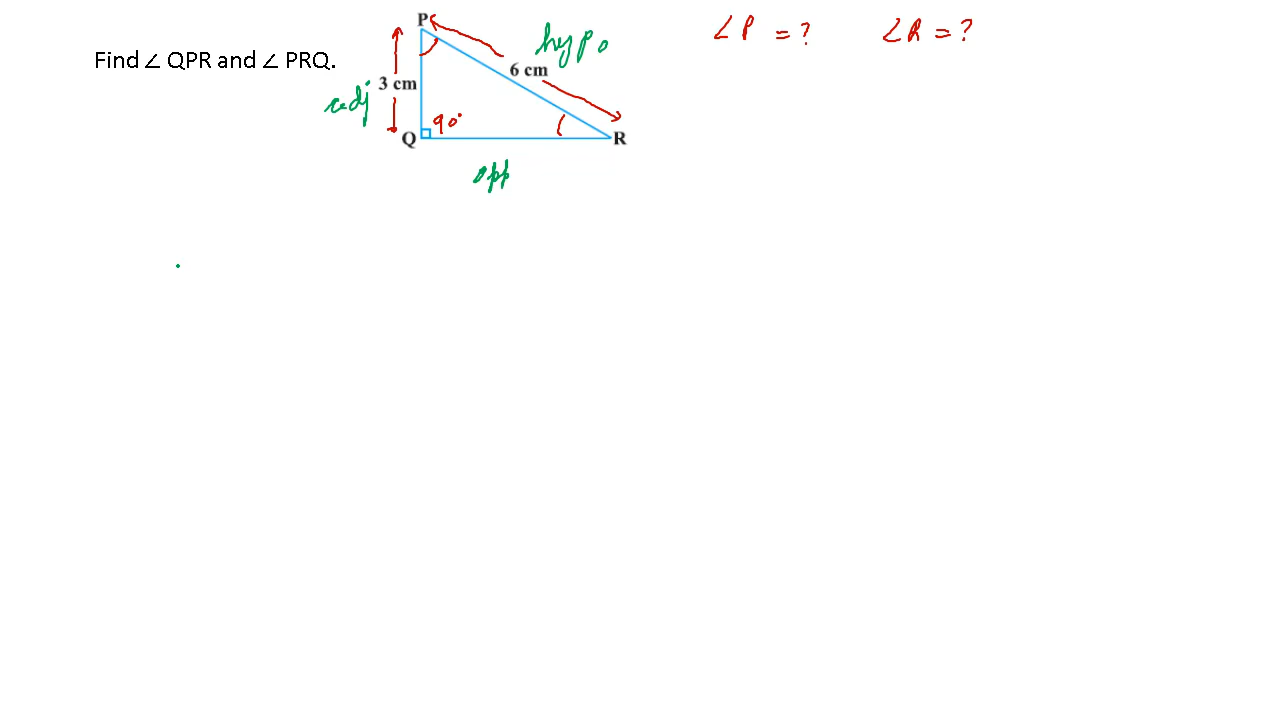 P
hypo
∠P = ?
∠R = ?
Find ∠ QPR and ∠ PRQ.
6 cm
3 cm
adj
90°
Q
R
opp